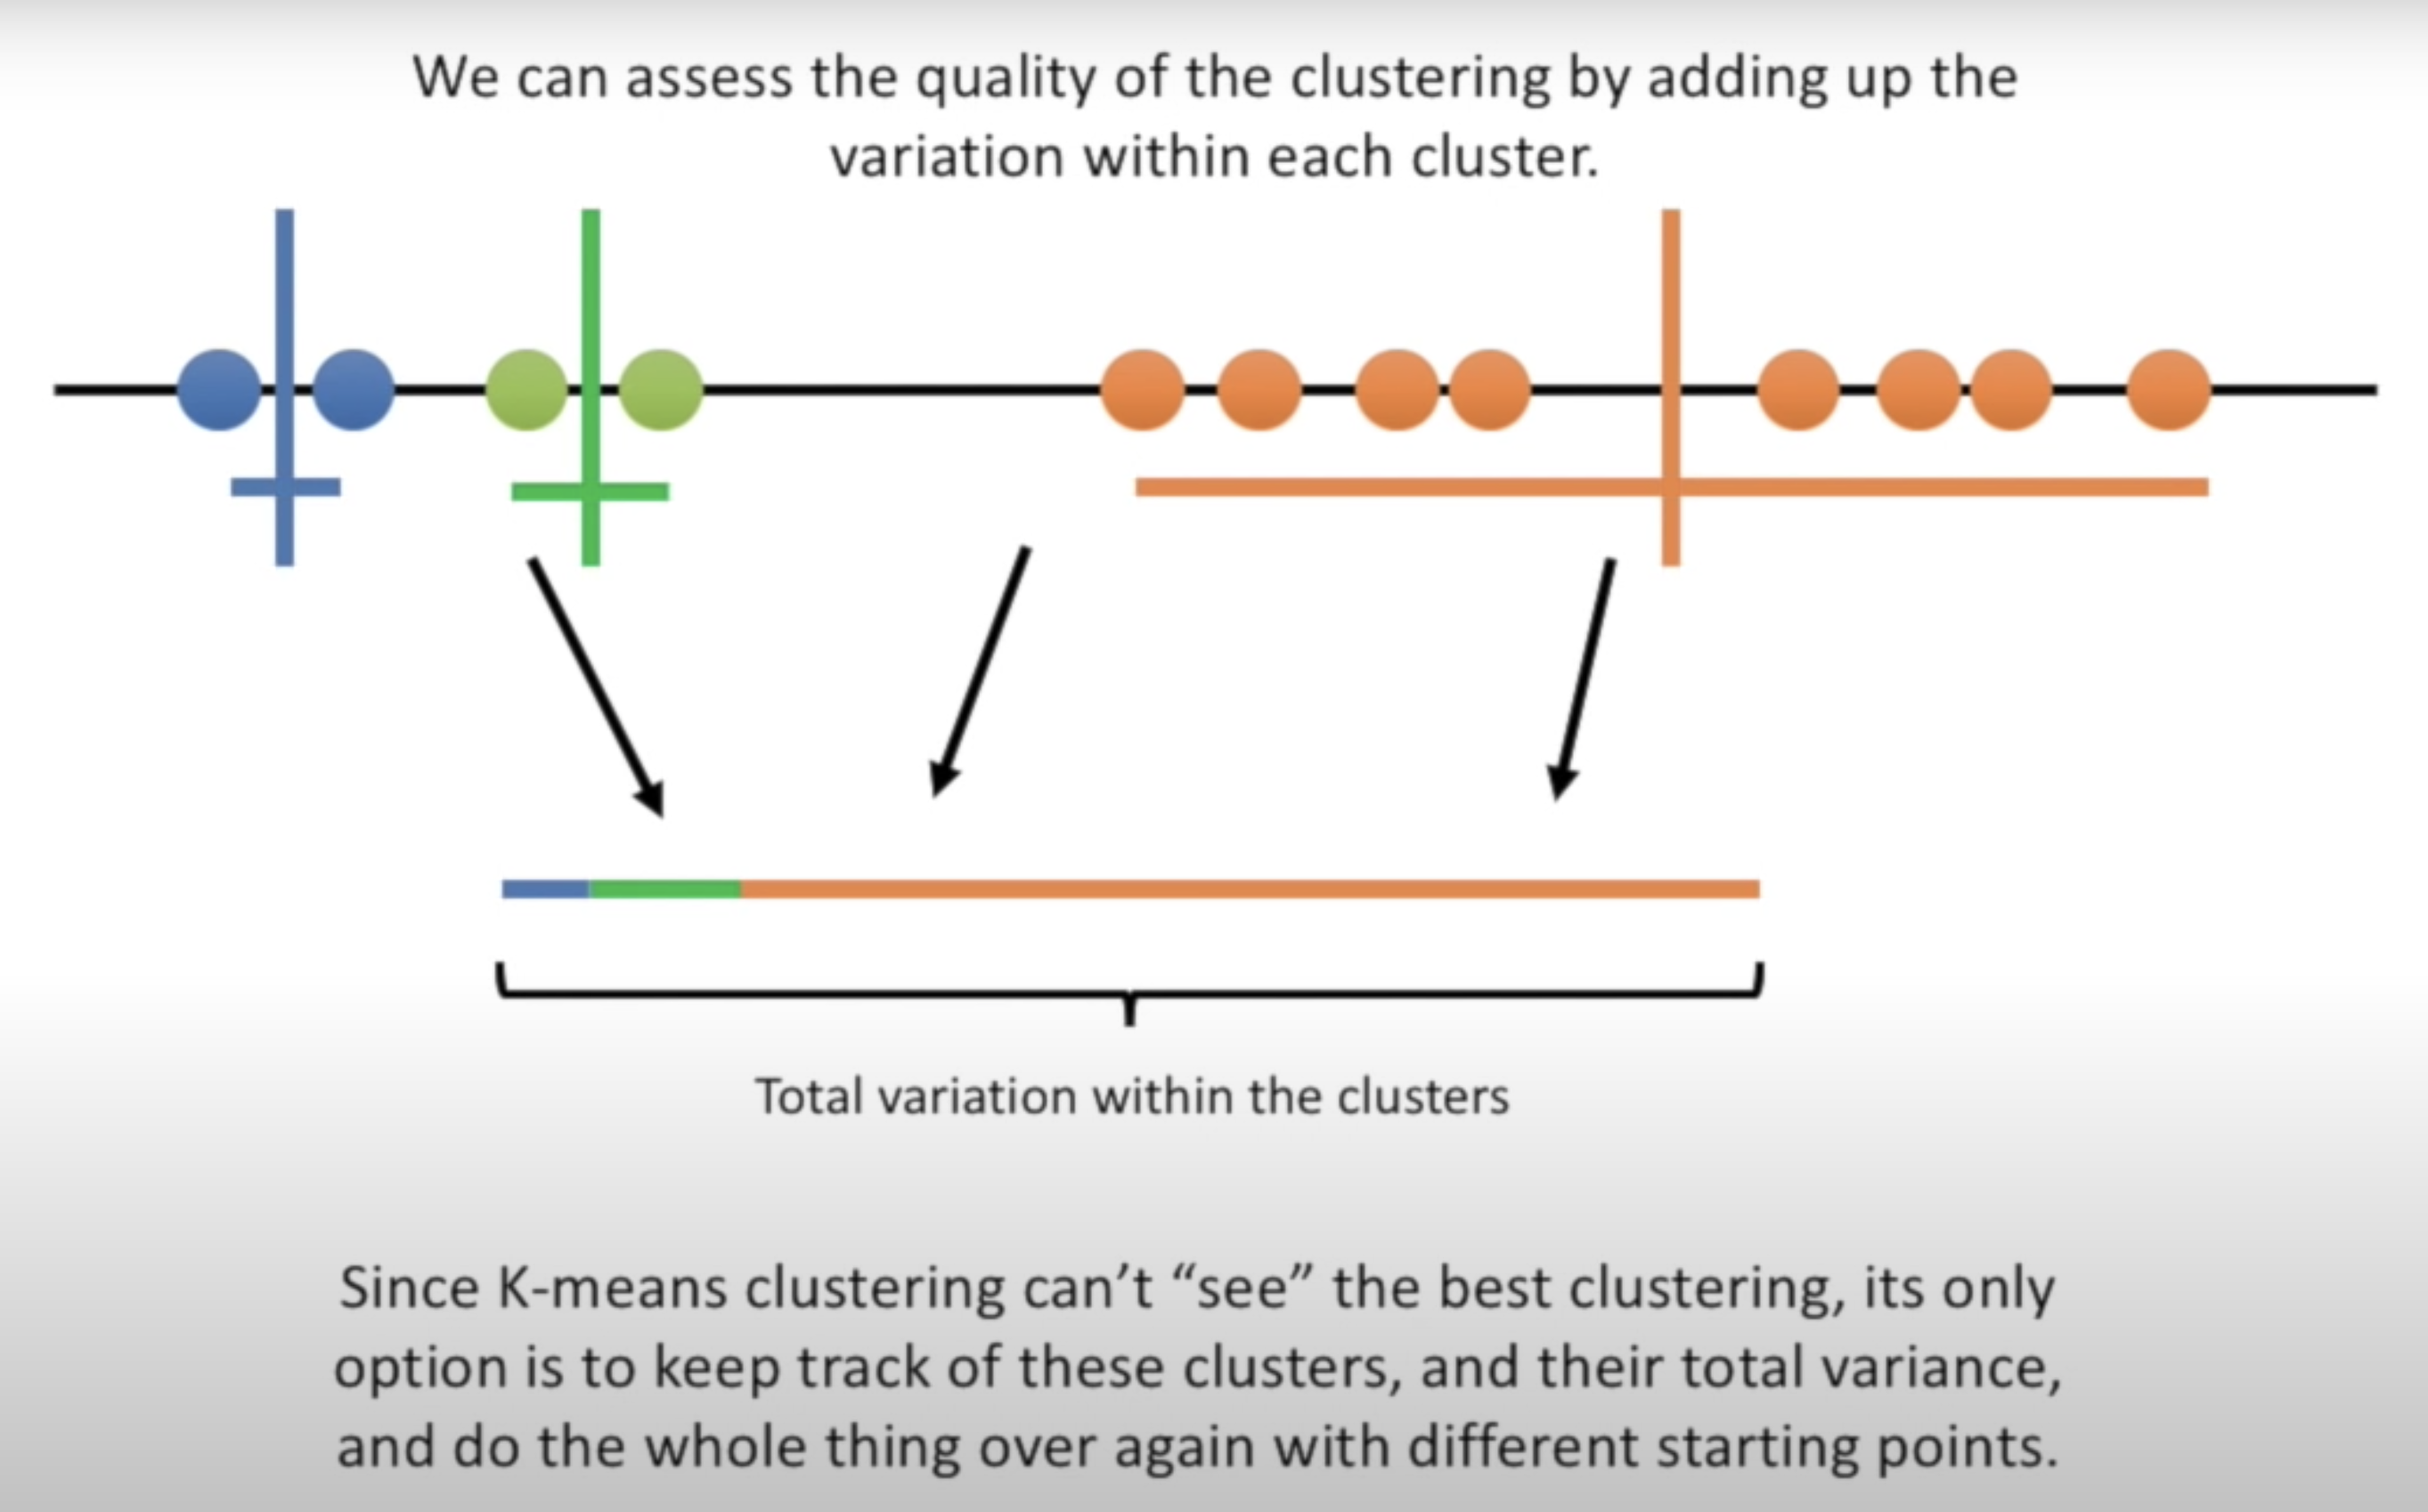 We can assess the quality of the clustering by adding up the
variation within each cluster.
Total variation within the clusters
Since K-means clustering can’t “see” the best clustering, its only
option is to keep track of these clusters, and their total variance,
and do the whole thing over again with different starting points.